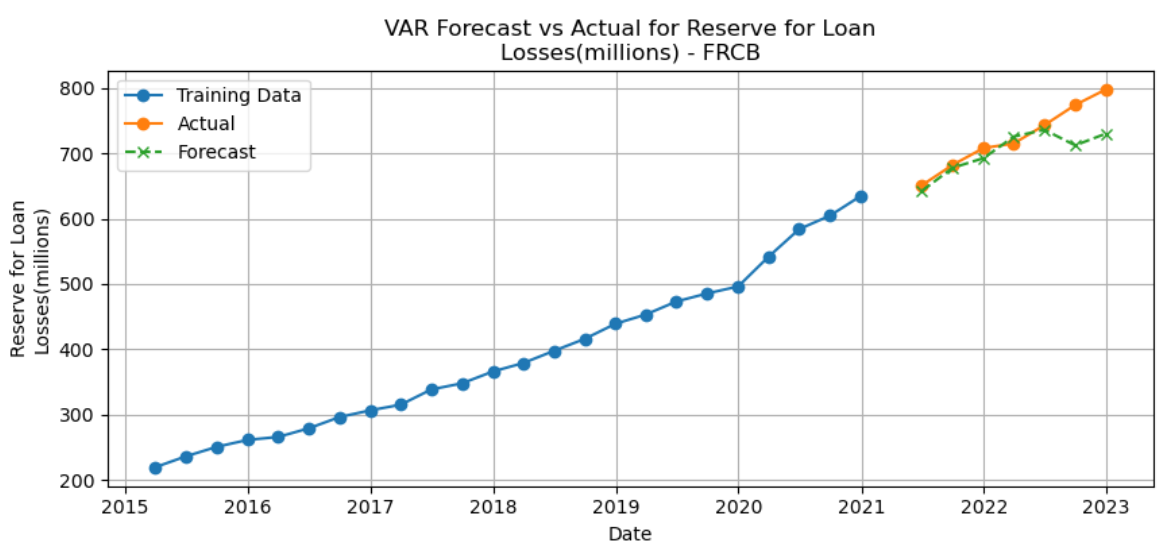 VAR Forecast vs Actual for Reserve for Loan
Losses(millions) - FRCB
Training Data
Actual
Forecast
Reserve for Loan
Losses(millions)
800
700
600
500
400
300
200
2015 2016 2017 2018 2019 2020 2021 2022 2023
Date